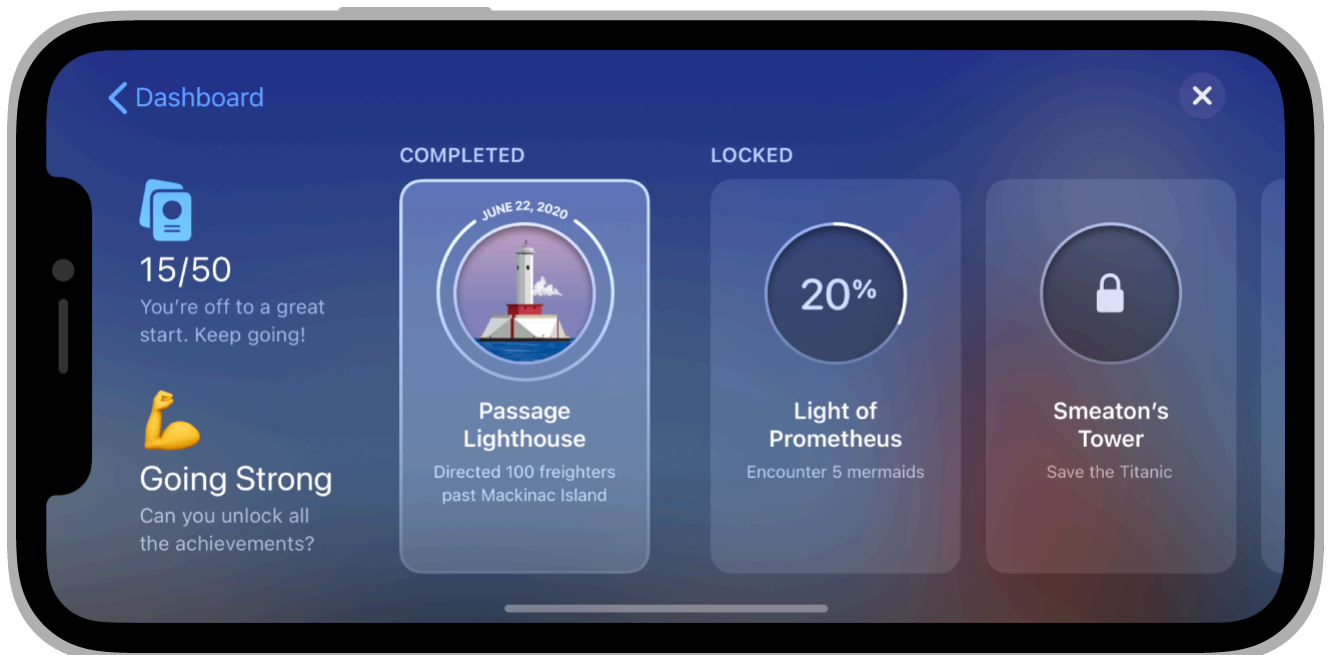 Dashboard
15/50
You’re off to a great
start. Keep going!
Going Strong
Can you unlock all
the achievements?
COMPLETED
JUNE 22, 2020
Passage
Lighthouse
Directed 100 freighters
past Mackinac Island
LOCKED
20%
Light of
Prometheus
Encounter 5 mermaids
Smeaton’s
Tower
Save the Titanic